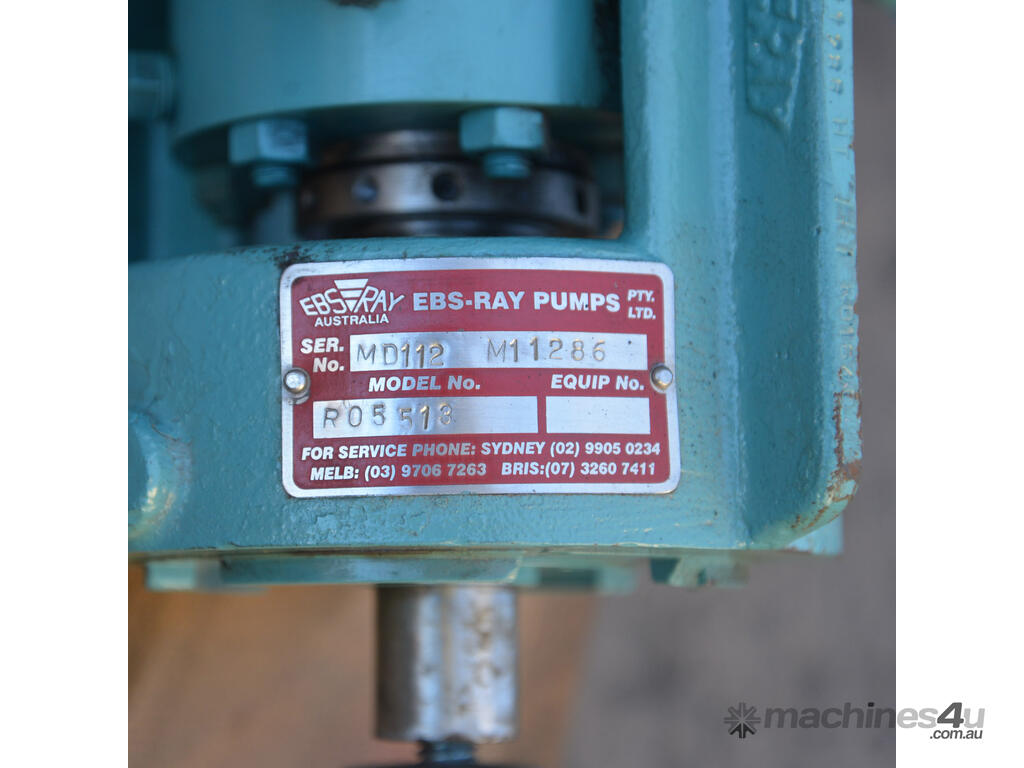 EBS RAY
AUSTRALIA
EBS-RAY PUMPS PTY. LTD.
SER. No. MD112 M11286
MODEL No. EQUIP No.
R05513
FOR SERVICE PHONE: SYDNEY (02) 9905 0234
MELB: (03) 9706 7263 BRIS:(07) 3260 7411
machines4u
.com.au